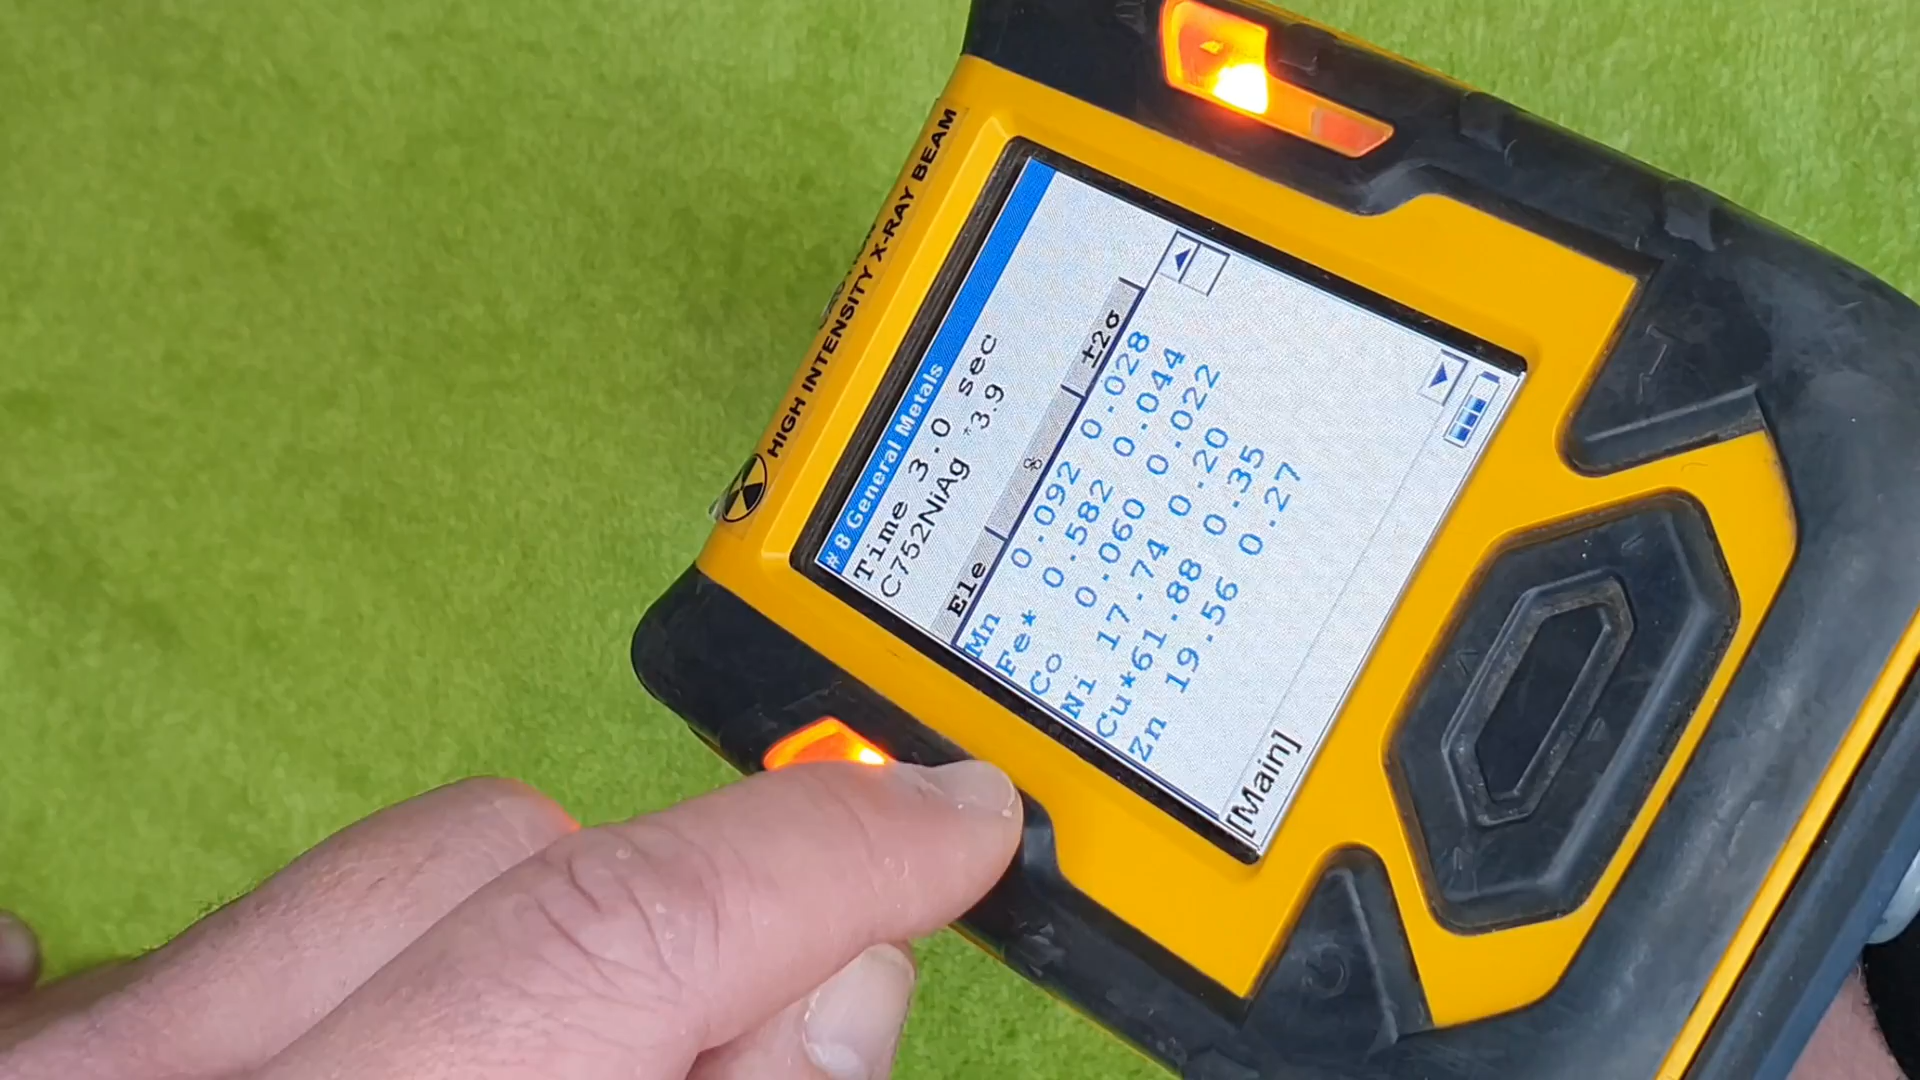 HIGH INTENSITY X-RAY BEAM
# 8 General Metals
Time 3.0 sec
C752NiAg *3.9
Ele % ±2σ
Mn 0.092 0.028
Fe* 0.582 0.044
Co 0.060 0.022
Ni 17.74 0.20
Cu*61.88 0.35
Zn 19.56 0.27
[Main]